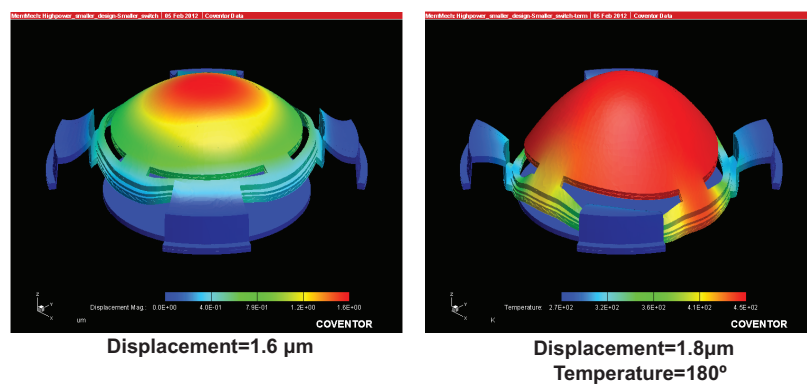 MemMech: Highpower_smaller_design-Smaller_switch | 05 Feb 2012 | Coventor Data
Z
Y
X
Displacement Mag.: 0.0E+00 4.0E-01 7.9E-01 1.2E+00 1.6E+00
um
COVENTOR
Displacement=1.6 μm
MemMech: Highpower_smaller_design-Smaller_switch-term | 05 Feb 2012 | Coventor Data
Z
Y
X
Temperature: 2.7E+02 3.2E+02 3.6E+02 4.1E+02 4.5E+02
K
COVENTOR
Displacement=1.8μm
Temperature=180º